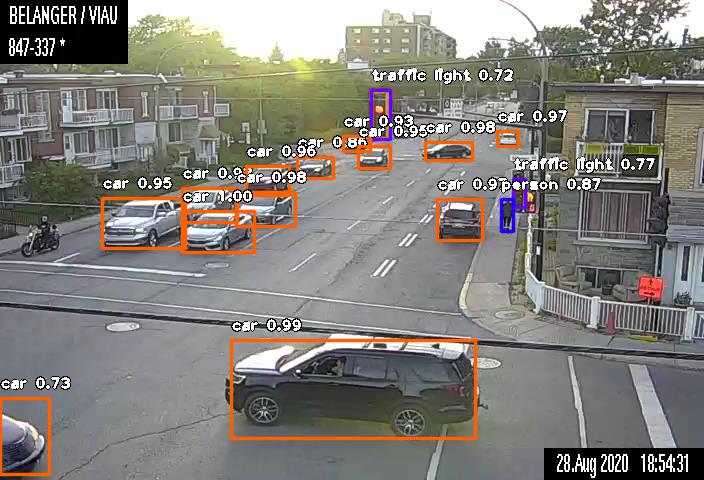 BELANGER / VIAU
847-337 *
traffic light 0.72
car 0.97
car 0.93
car 0.95
car 0.98
car 0.86
car 0.96
traffic light 0.77
car 0.98
car 0.95
car 1.00
person 0.87
car 0.99
car 0.73
28.Aug 2020 18:54:31